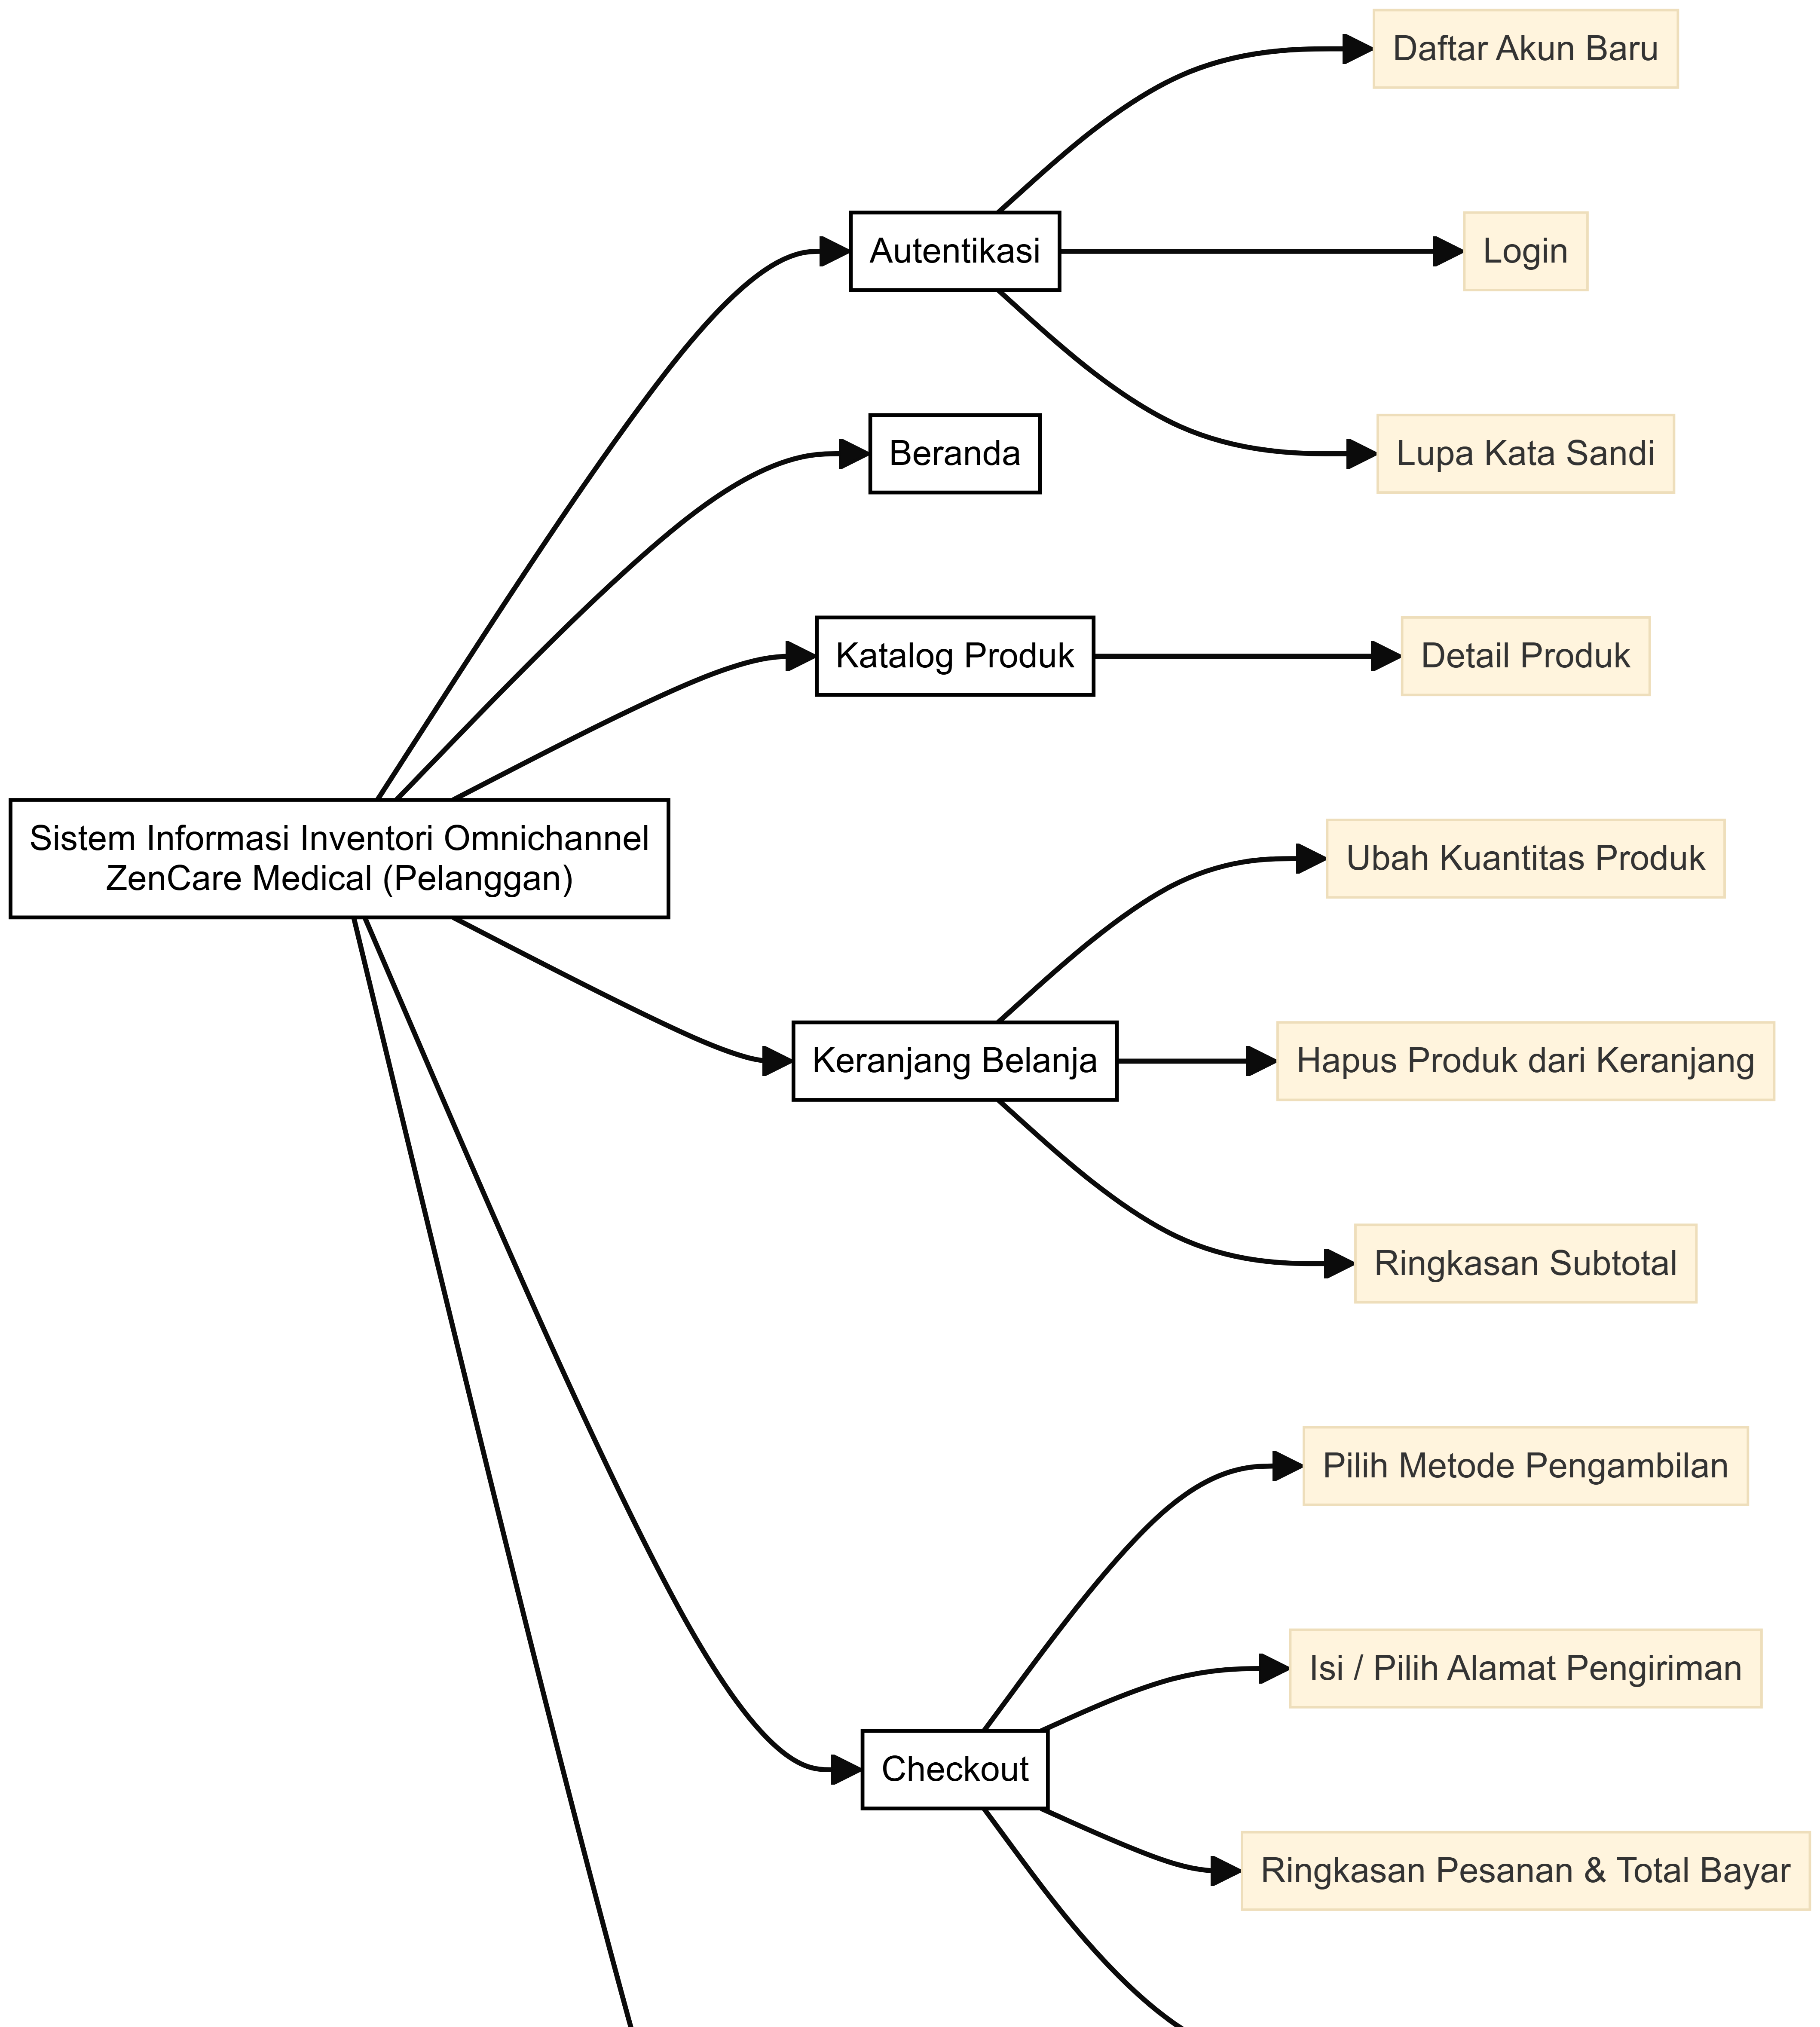 Daftar Akun Baru
Autentikasi
Login
Beranda
Lupa Kata Sandi
Katalog Produk
Detail Produk
Sistem Informasi Inventori Omnichannel
ZenCare Medical (Pelanggan)
Ubah Kuantitas Produk
Keranjang Belanja
Hapus Produk dari Keranjang
Ringkasan Subtotal
Pilih Metode Pengambilan
Isi / Pilih Alamat Pengiriman
Checkout
Ringkasan Pesanan & Total Bayar